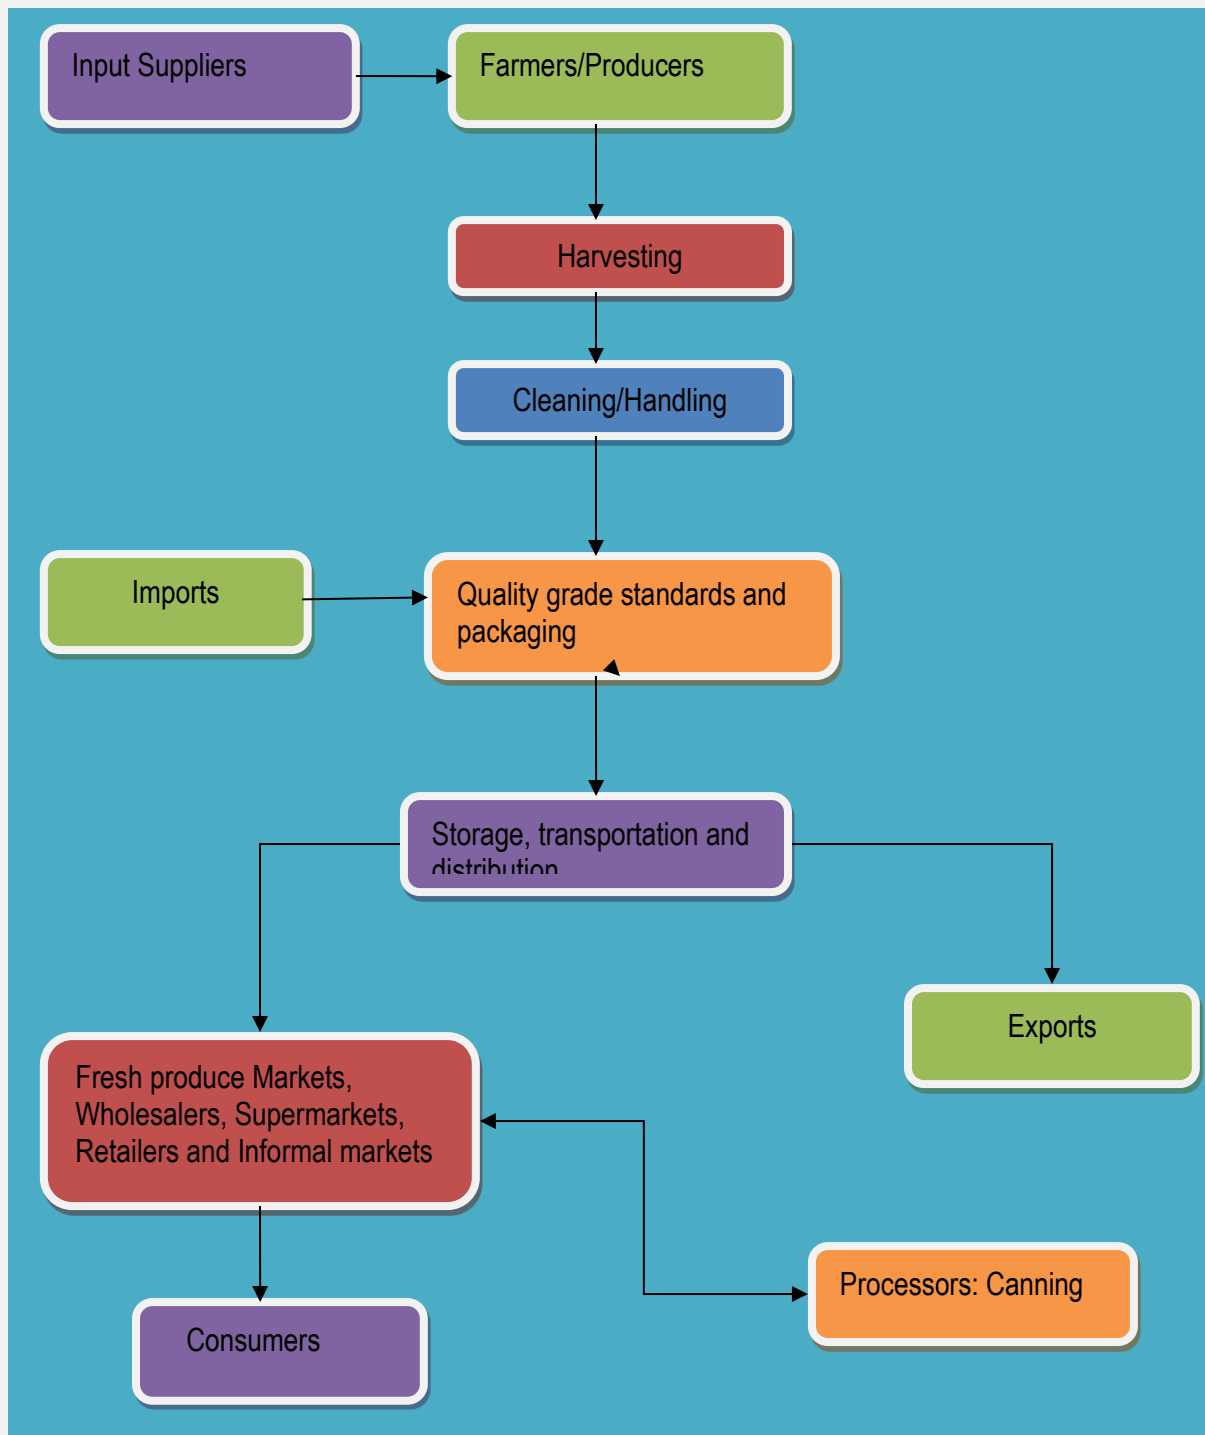 Input Suppliers
Farmers/Producers
Harvesting
Cleaning/Handling
Imports
Quality grade standards and
packaging
Storage, transportation and
distribution
Exports
Fresh produce Markets,
Wholesalers, Supermarkets,
Retailers and Informal markets
Processors: Canning
Consumers